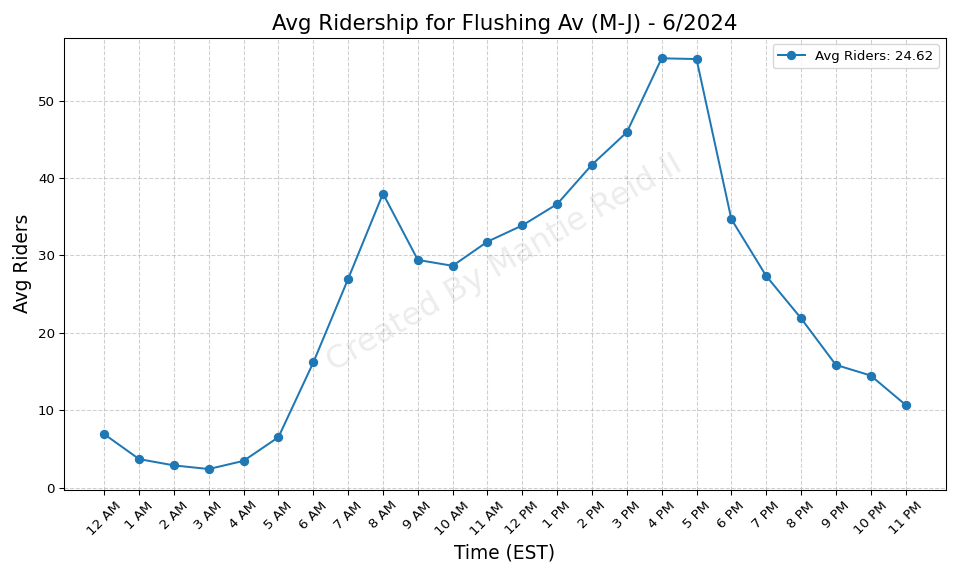 Avg Ridership for Flushing Av (M-J) - 6/2024
Avg Riders: 24.62
Avg Riders
50
40
30
20
10
0
Created By Mantle Reid II
12 AM
1 AM
2 AM
3 AM
4 AM
5 AM
6 AM
7 AM
8 AM
9 AM
10 AM
11 AM
12 PM
1 PM
2 PM
3 PM
4 PM
5 PM
6 PM
7 PM
8 PM
9 PM
10 PM
11 PM
Time (EST)